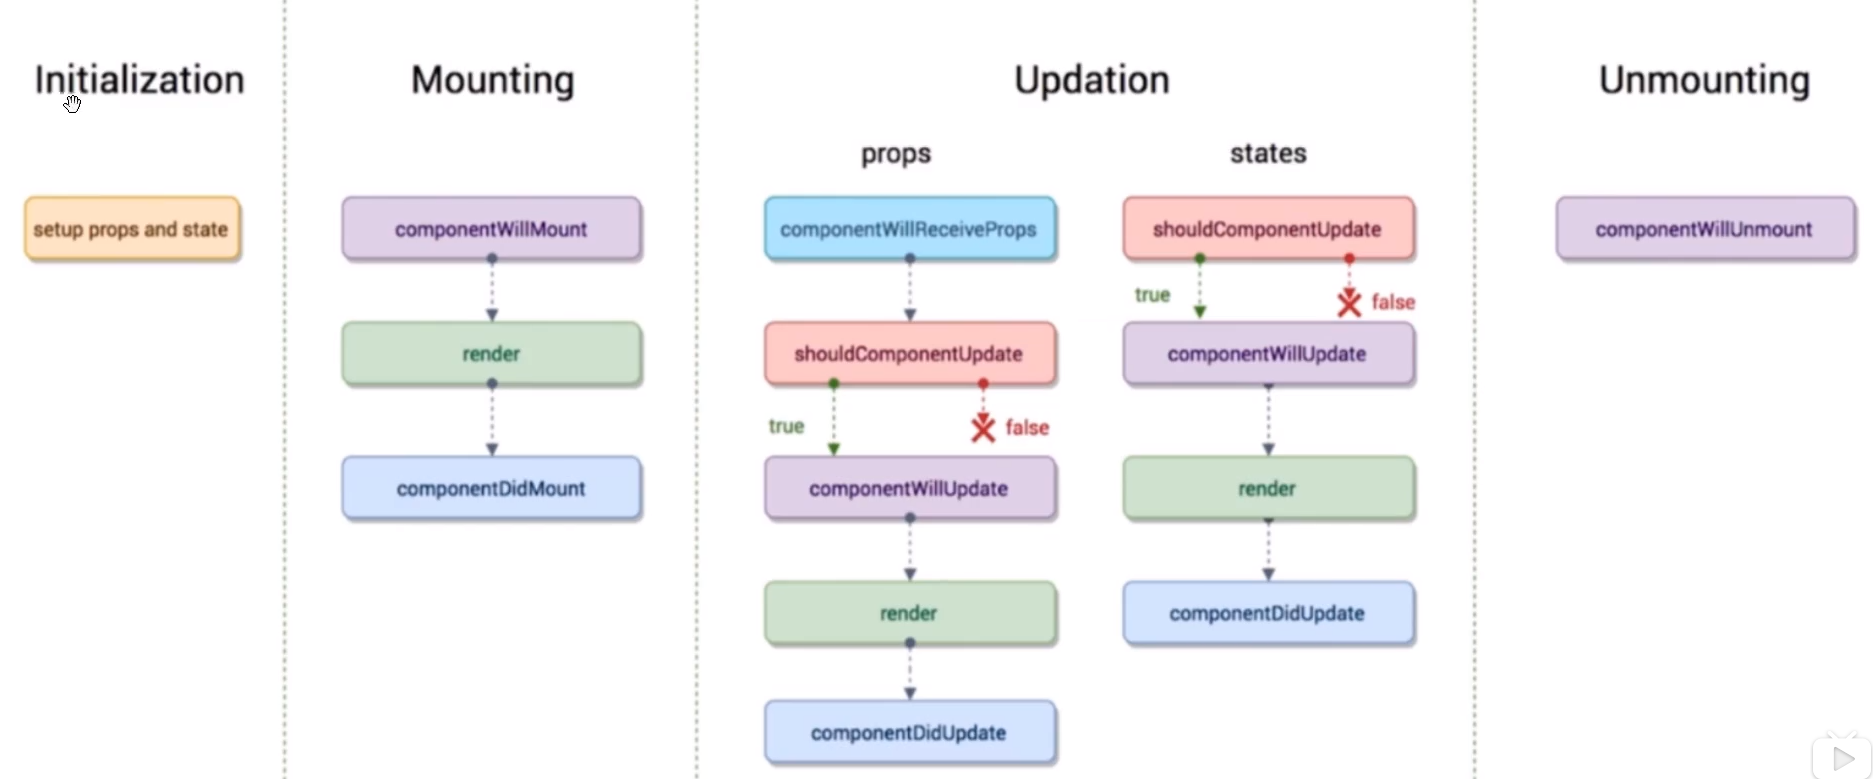 Initialization
Mounting
Updation
Unmounting
props
states
setup props and state
componentWillMount
render
componentDidMount
componentWillReceiveProps
shouldComponentUpdate
true
false
componentWillUpdate
render
componentDidUpdate
shouldComponentUpdate
true
false
componentWillUpdate
render
componentDidUpdate
componentWillUnmount